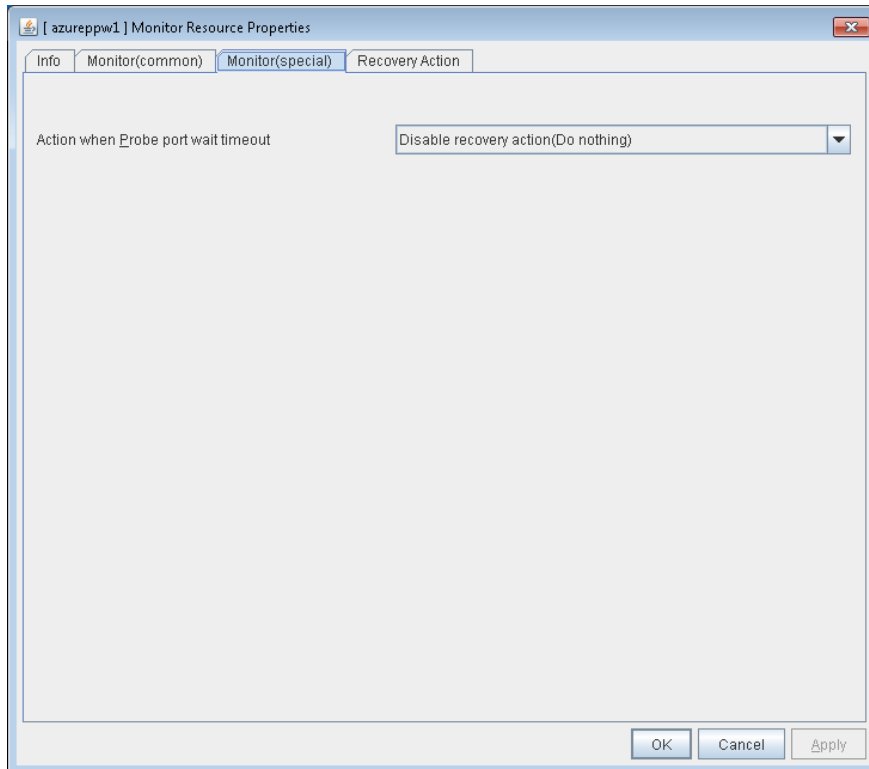 [ azureppw1 ] Monitor Resource Properties
Info Monitor(common) Monitor(special) Recovery Action
Action when Probe port wait timeout Disable recovery action(Do nothing)
OK Cancel Apply